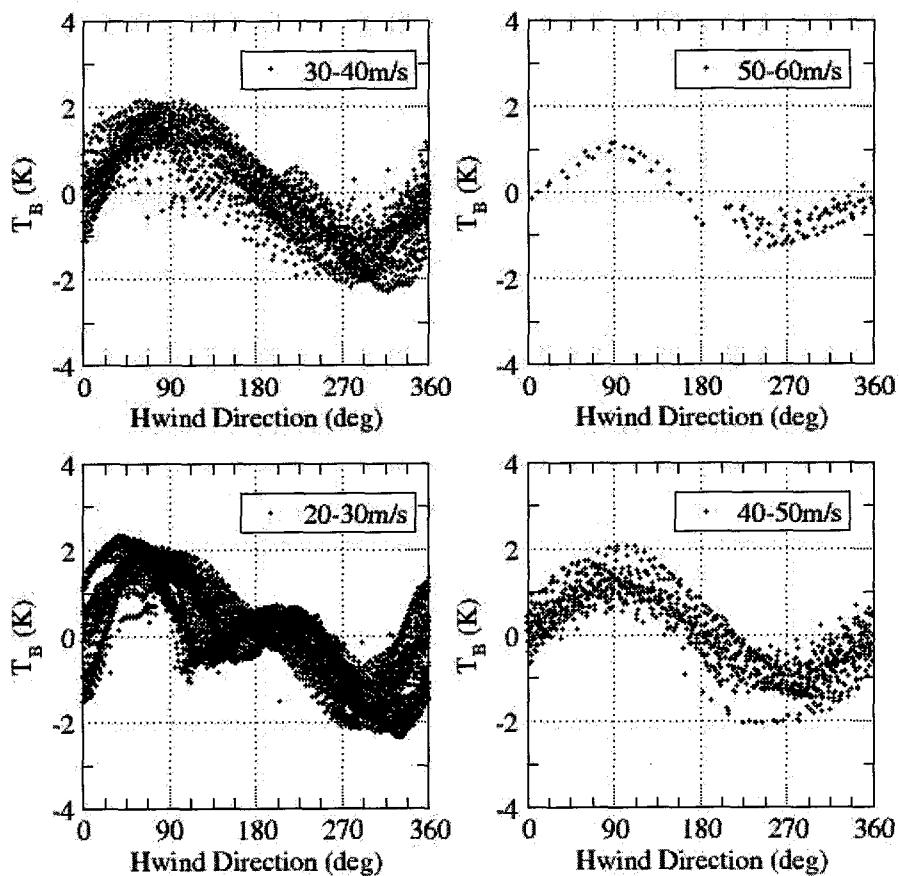 4
30-40m/s
2
T_B (K)
0
-2
-4
0 90 180 270 360
Hwind Direction (deg)
4
50-60m/s
2
T_B (K)
0
-2
-4
0 90 180 270 360
Hwind Direction (deg)
4
20-30m/s
2
T_B (K)
0
-2
-4
0 90 180 270 360
Hwind Direction (deg)
4
40-50m/s
2
T_B (K)
0
-2
-4
0 90 180 270 360
Hwind Direction (deg)